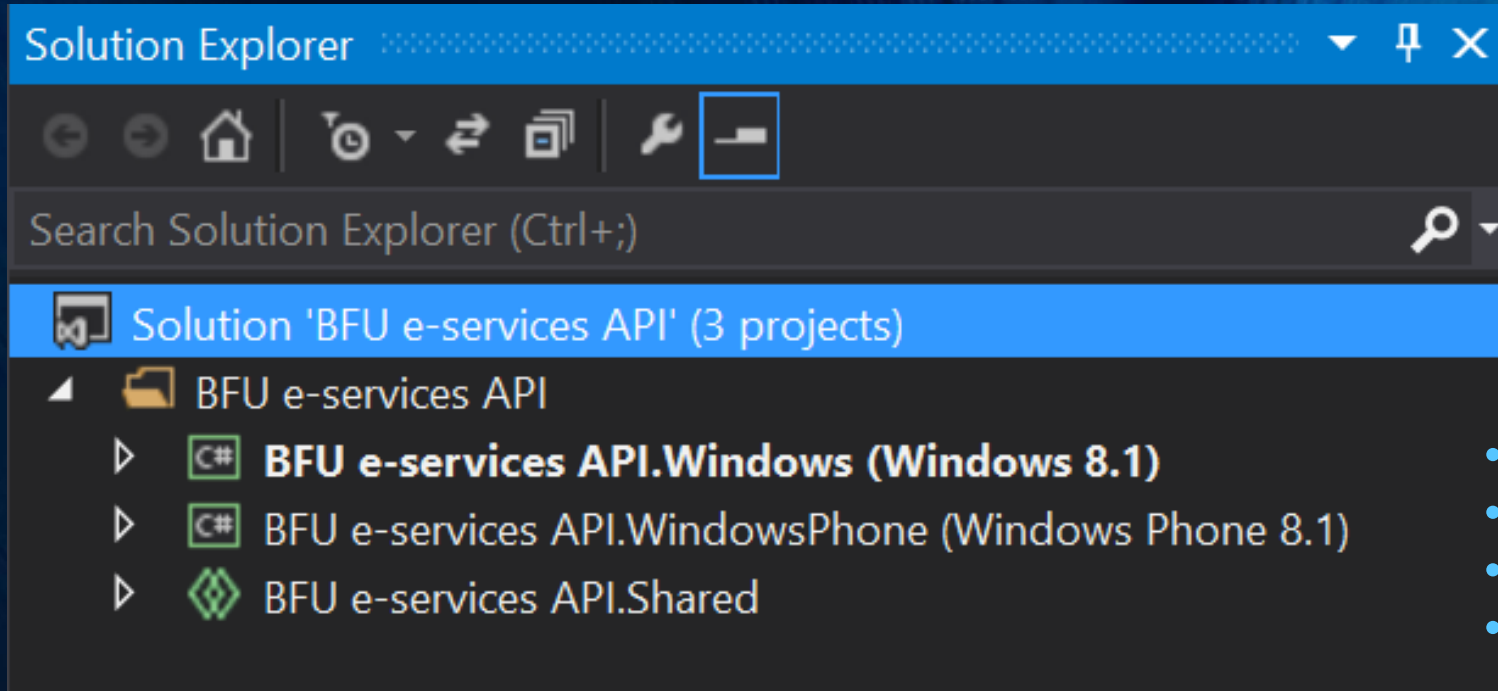 Solution Explorer
Search Solution Explorer (Ctrl+;)
Solution 'BFU e-services API' (3 projects)
BFU e-services API
C# BFU e-services API.Windows (Windows 8.1)
C# BFU e-services API.WindowsPhone (Windows Phone 8.1)
BFU e-services API.Shared